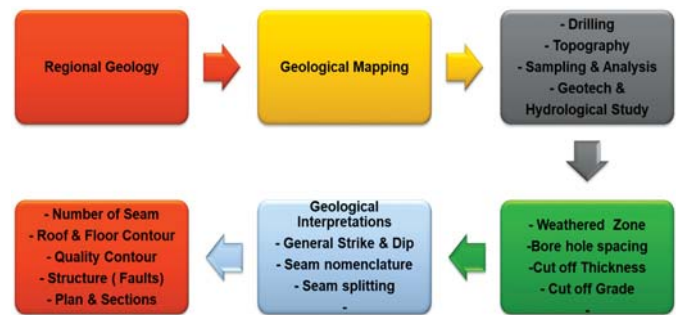 Regional Geology
Geological Mapping
- Drilling
- Topography
- Sampling & Analysis
- Geotech &
Hydrological Study
- Weathered Zone
-Bore hole spacing
-Cut off Thickness
- Cut off Grade
-
Geological
Interpretations
- General Strike & Dip
- Seam nomenclature
- Seam splitting
-
- Number of Seam
- Roof & Floor Contour
- Quality Contour
- Structure ( Faults)
- Plan & Sections